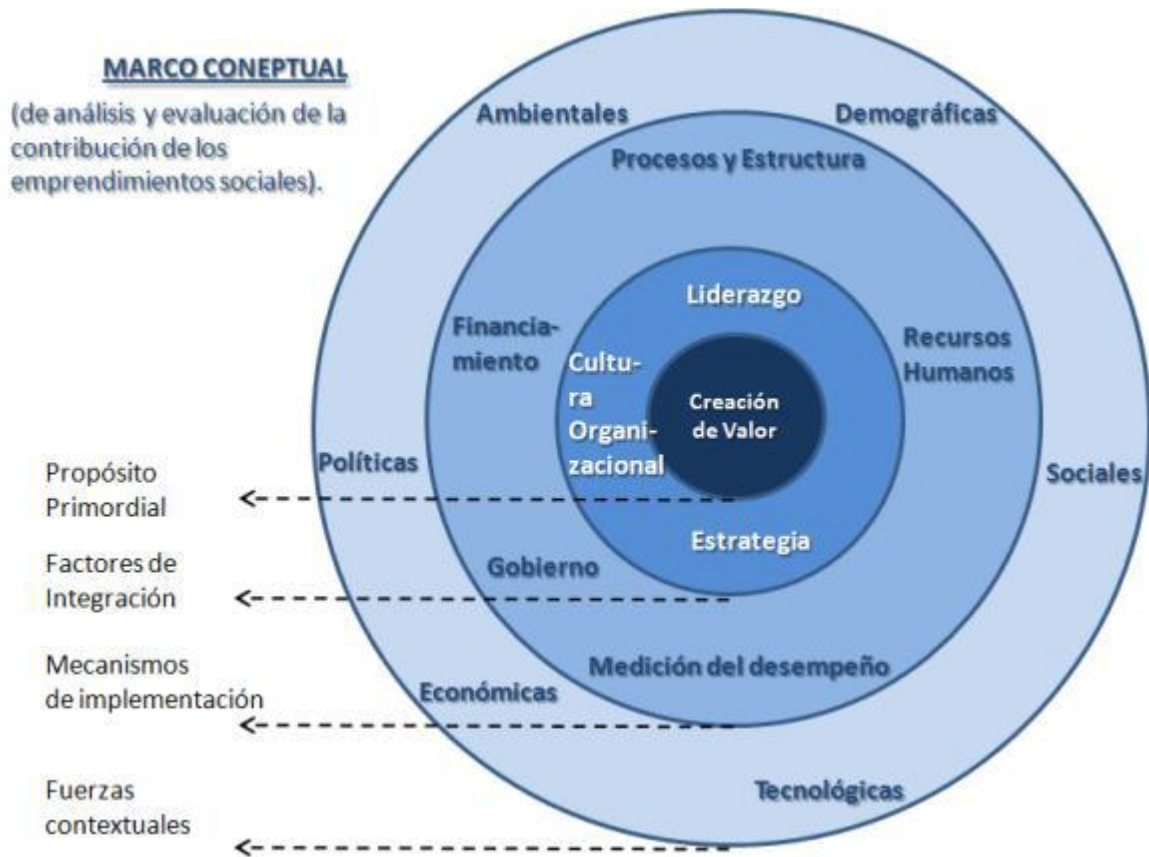 MARCO CONEPTUAL
(de análisis y evaluación de la
contribución de los
emprendimientos sociales).
Ambientales
Demográficas
Procesos y Estructura
Liderazgo
Financia-
miento
Recursos
Humanos
Cultu-
ra
Organi-
zacional
Creación
de Valor
Políticas
Sociales
Propósito
Primordial
Estrategia
Gobierno
Factores de
Integración
Medición del desempeño
Mecanismos
de implementación
Económicas
Tecnológicas
Fuerzas
contextuales